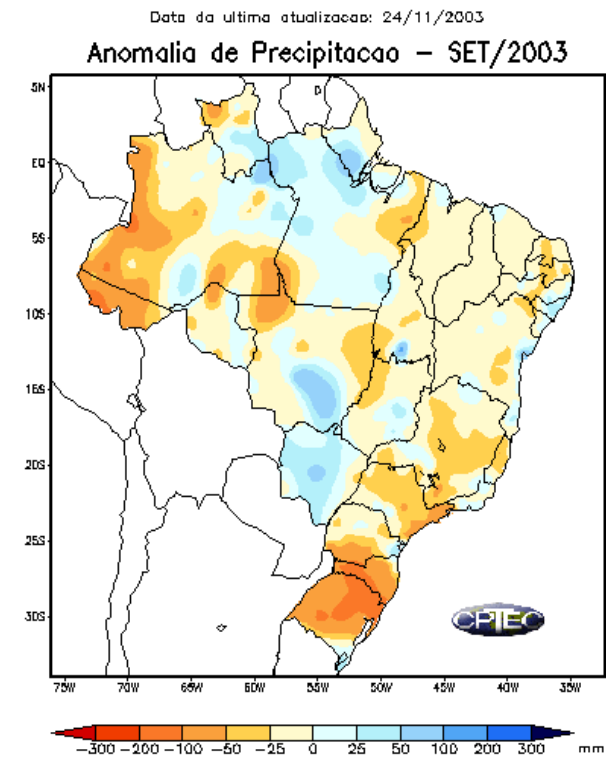 Data da ultima atualizacao: 24/11/2003
Anomalia de Precipitacao – SET/2003
5N
EQ
5S
10S
15S
20S
25S
30S
75W 70W 65W 60W 55W 50W 45W 40W 35W
CPTEC
−300 −200 −100 −50 −25 0 25 50 100 200 300 mm